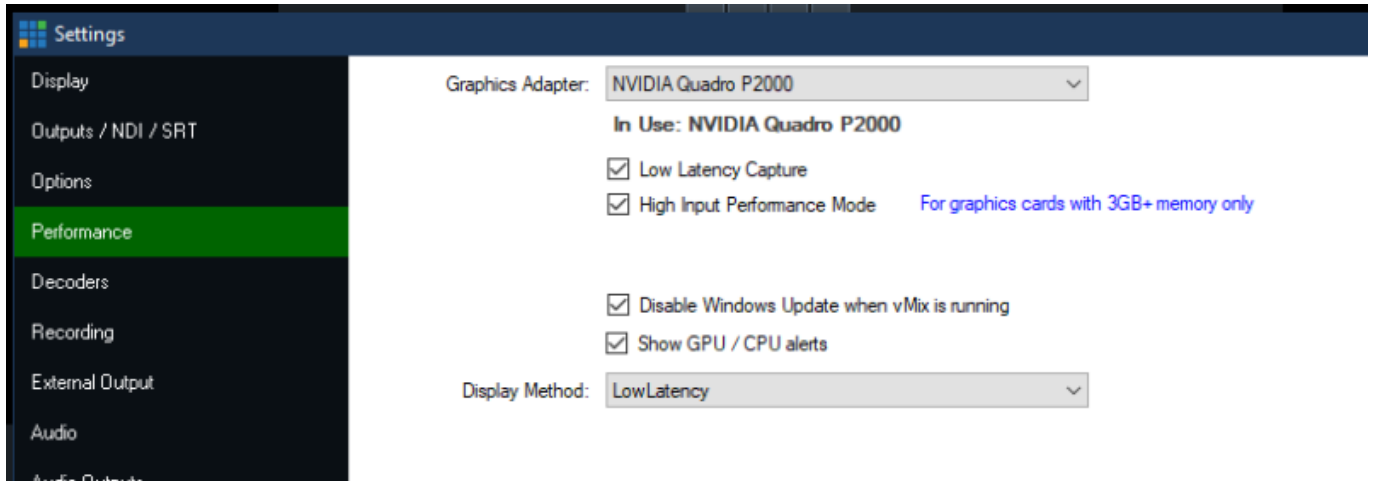 Settings
Display
Outputs / NDI / SRT
Options
Performance
Decoders
Recording
External Output
Audio
Audio Outputs
Graphics Adapter: NVIDIA Quadro P2000
In Use: NVIDIA Quadro P2000
Low Latency Capture
High Input Performance Mode For graphics cards with 3GB+ memory only
Disable Windows Update when vMix is running
Show GPU / CPU alerts
Display Method: LowLatency